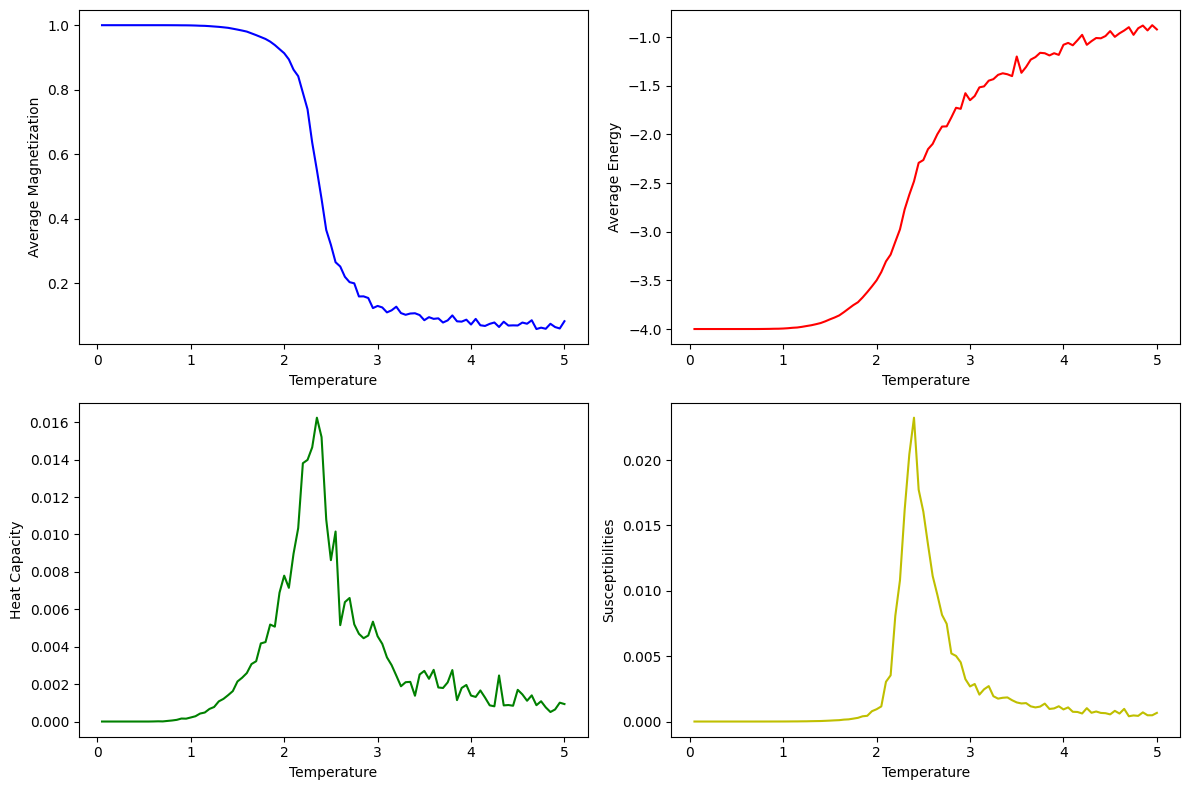 1.0
0.8
0.6
0.4
0.2
Average Magnetization
0 1 2 3 4 5
Temperature
−1.0
−1.5
−2.0
−2.5
−3.0
−3.5
−4.0
Average Energy
0 1 2 3 4 5
Temperature
0.016
0.014
0.012
0.010
0.008
0.006
0.004
0.002
0.000
Heat Capacity
0 1 2 3 4 5
Temperature
0.020
0.015
0.010
0.005
0.000
Susceptibilities
0 1 2 3 4 5
Temperature